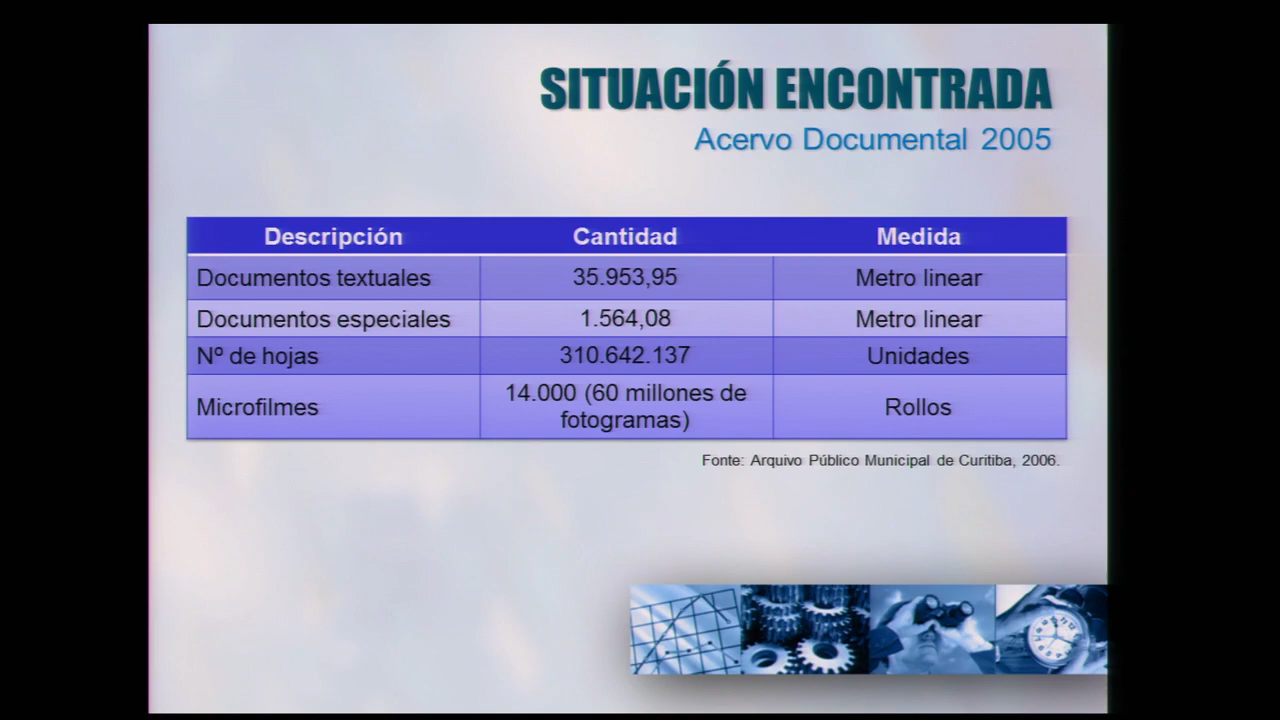 SITUACIÓN ENCONTRADA
Acervo Documental 2005
Descripción Cantidad Medida
Documentos textuales 35.953,95 Metro linear
Documentos especiales 1.564,08 Metro linear
Nº de hojas 310.642.137 Unidades
Microfilmes 14.000 (60 millones de fotogramas) Rollos
Fonte: Arquivo Público Municipal de Curitiba, 2006.